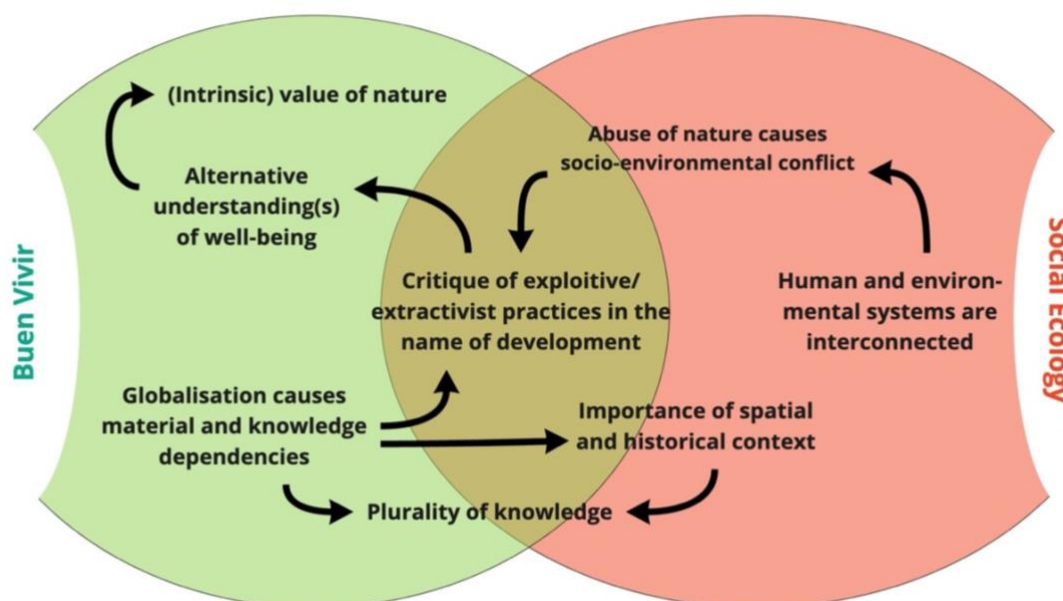 Buen Vivir
(Intrinsic) value of nature
Alternative
understanding(s)
of well-being
Abuse of nature causes
socio-environmental conflict
Critique of exploitive/
extractivist practices in the
name of development
Human and environ-
mental systems are
interconnected
Globalisation causes
material and knowledge
dependencies
Importance of spatial
and historical context
Plurality of knowledge
Social Ecology